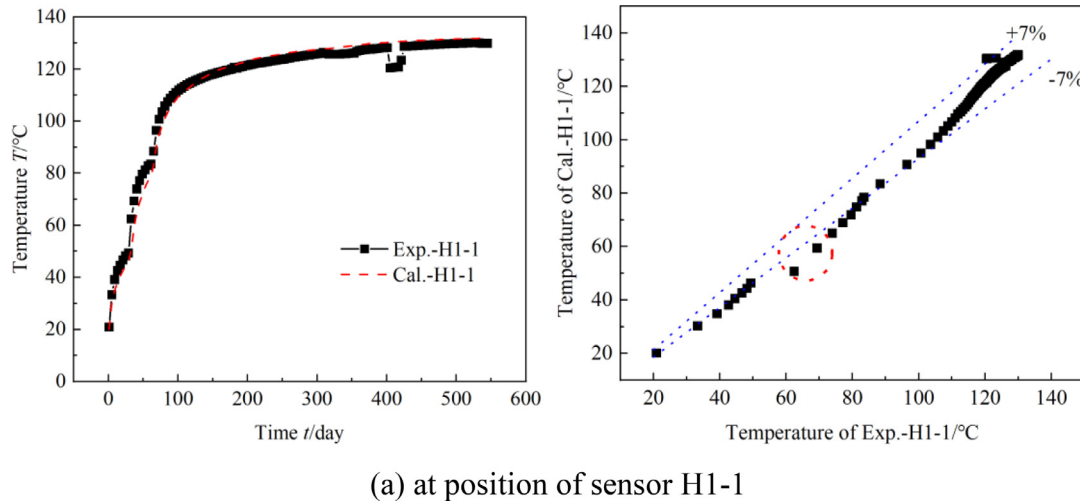 140
120
100
80
60
40
20
0
Temperature T/°C
Exp.-H1-1
Cal.-H1-1
0 100 200 300 400 500 600
Time t/day
140
120
100
80
60
40
20
Temperature of Cal.-H1-1/°C
+7%
-7%
20 40 60 80 100 120 140
Temperature of Exp.-H1-1/°C
(a) at position of sensor H1-1